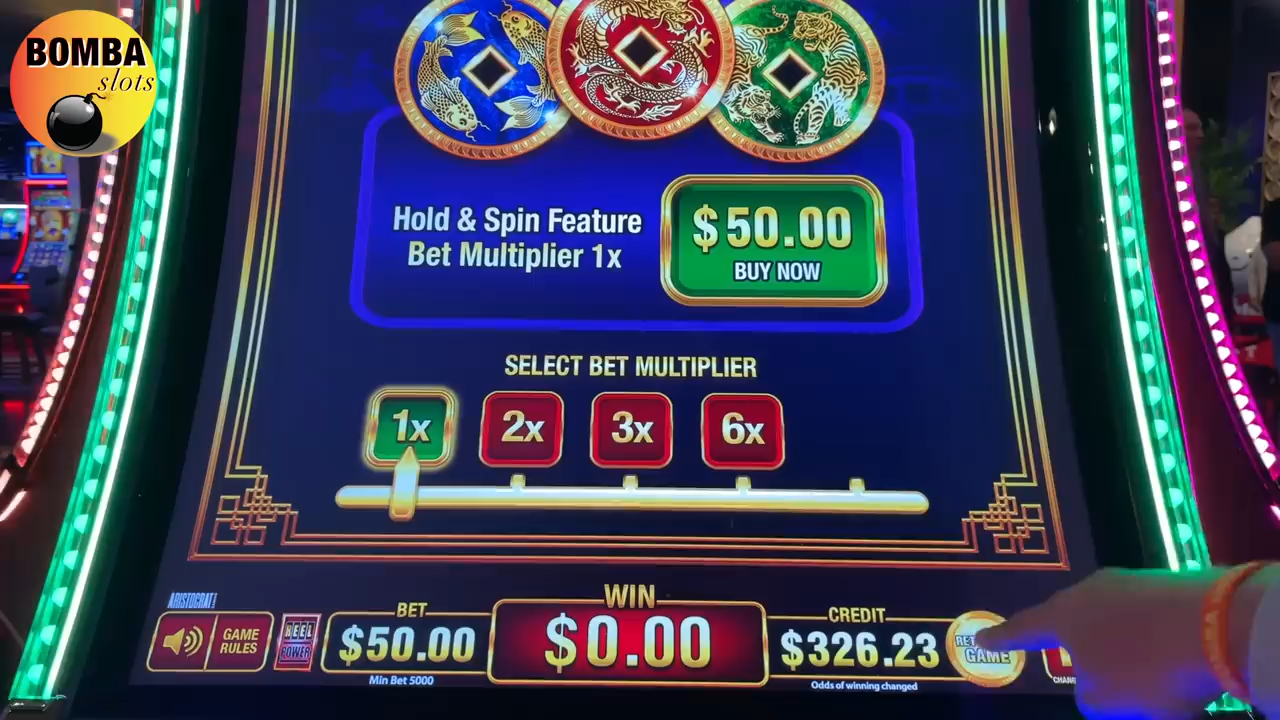 BOMBA
slots
Hold & Spin Feature
Bet Multiplier 1x
$50.00
BUY NOW
SELECT BET MULTIPLIER
1x
2x
3x
6x
ARISTOCRAT
GAME
RULES
REEL
POWER
BET
$50.00
Min Bet 5000
WIN
$0.00
CREDIT
$326.23
Odds of winning changed
GAME